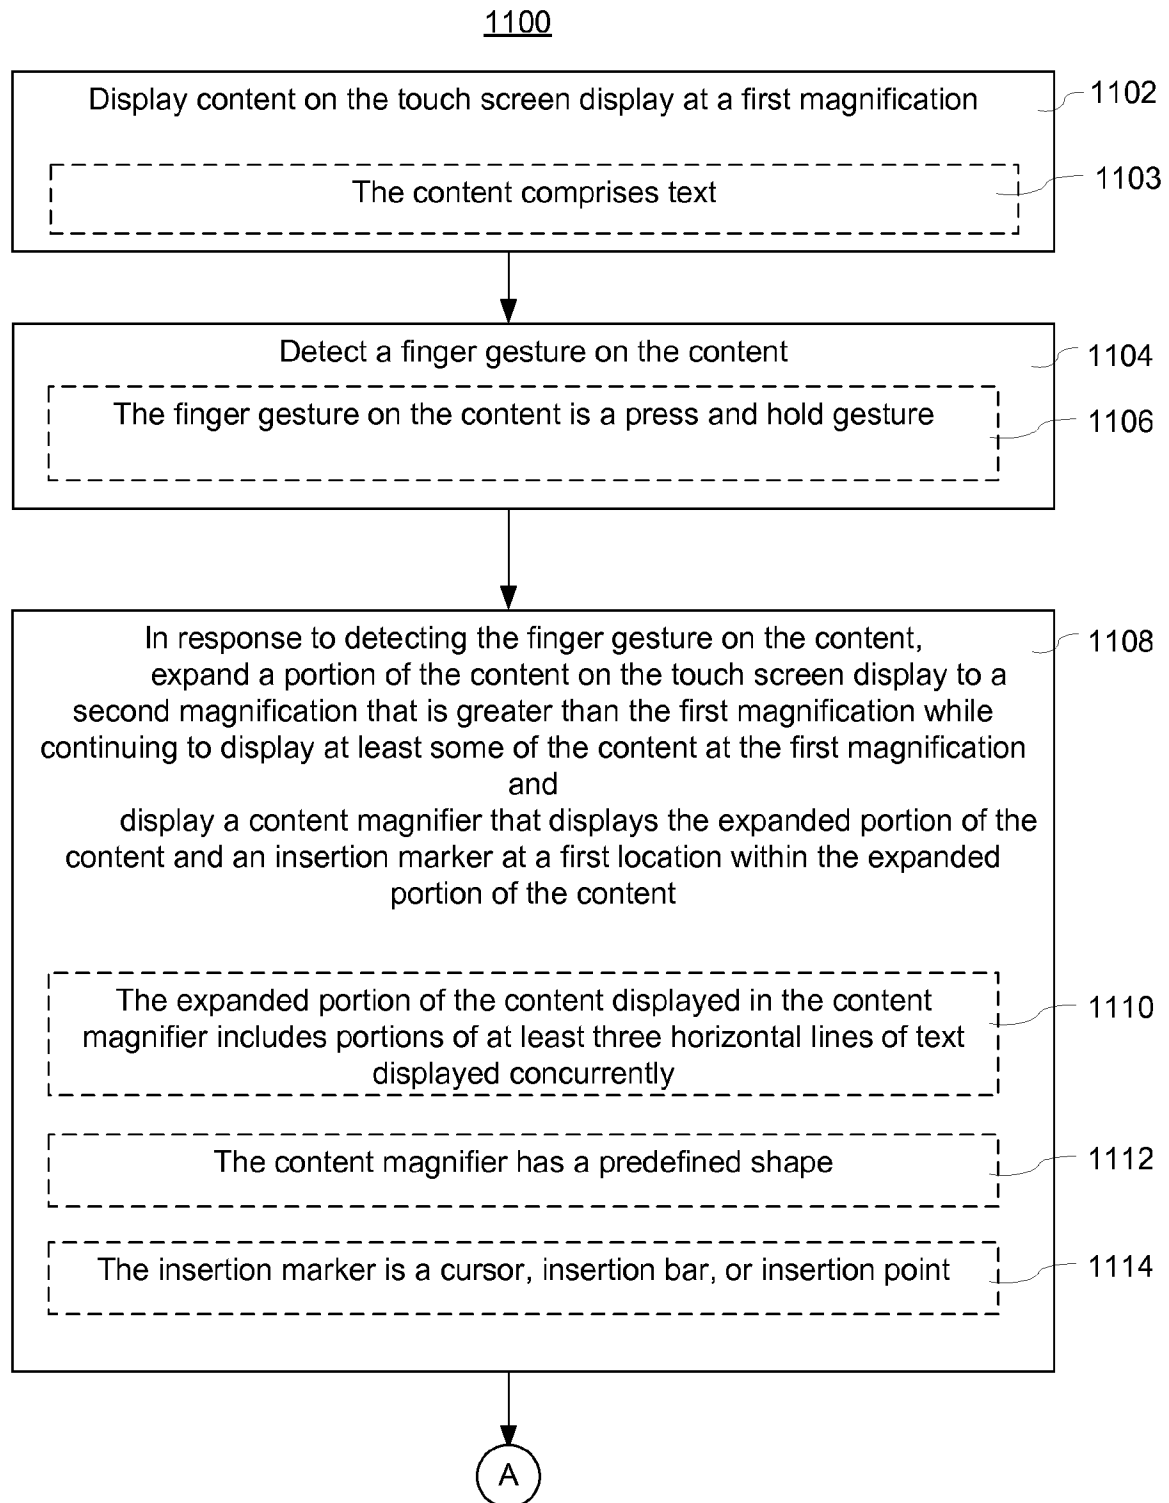 1100
Display content on the touch screen display at a first magnification
1102
The content comprises text
1103
Detect a finger gesture on the content
1104
The finger gesture on the content is a press and hold gesture
1106
In response to detecting the finger gesture on the content,
1108
expand a portion of the content on the touch screen display to a
second magnification that is greater than the first magnification while
continuing to display at least some of the content at the first magnification
and
display a content magnifier that displays the expanded portion of the
content and an insertion marker at a first location within the expanded
portion of the content
The expanded portion of the content displayed in the content
1110
magnifier includes portions of at least three horizontal lines of text
displayed concurrently
The content magnifier has a predefined shape
1112
The insertion marker is a cursor, insertion bar, or insertion point
1114
A